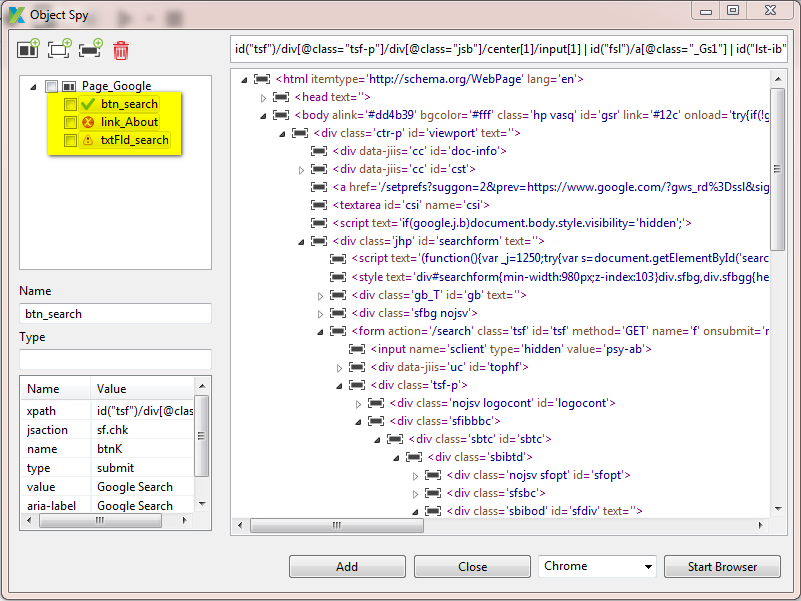 Object Spy
id("tsf")/div[@class="tsf-p"]/div[@class="jsb"]/center[1]/input[1] | id("fsl")/a[@class="_Gs1"] | id("lst-ib"
Page_Google
btn_search
link_About
txtFld_search
Name
btn_search
Type
Name Value
xpath id("tsf")/div[@clas
jsaction sf.chk
name btnK
type submit
value Google Search
aria-label Google Search
<html itemtype='http://schema.org/WebPage' lang='en'>
<head text=''>
<body alink='#dd4b39' bgcolor='#fff' class='hp vasq' id='gsr' link='#12c' onload='try{if(!g
<div class='ctr-p' id='viewport' text=''>
<div data-jiis='cc' id='doc-info'>
<div data-jiis='cc' id='cst'>
<a href='/setprefs?suggon=2&prev=https://www.google.com/?gws_rd%3Dssl&sig
<textarea id='csi' name='csi'>
<script text='if(google.j.b)document.body.style.visibility='hidden';'>
<div class='jhp' id='searchform' text=''>
<script text='(function(){var _j=1250;try{var s=document.getElementById('searc
<style text='div#searchform{min-width:980px;z-index:103}div.sfbg,div.sfbgg{he
<div class='gb_T' id='gb' text=''>
<div class='sfbg nojsv'>
<form action='/search' class='tsf' id='tsf' method='GET' name='f' onsubmit='r
<input name='sclient' type='hidden' value='psy-ab'>
<div data-jiis='uc' id='tophf'>
<div class='tsf-p'>
<div class='nojsv logocont' id='logocont'>
<div class='sfibbbc'>
<div class='sbtc' id='sbtc'>
<div class='sbibtd'>
<div class='nojsv sfopt' id='sfopt'>
<div class='sfsbc'>
<div class='sbibod' id='sfdiv' text=''>
Add Close Chrome Start Browser